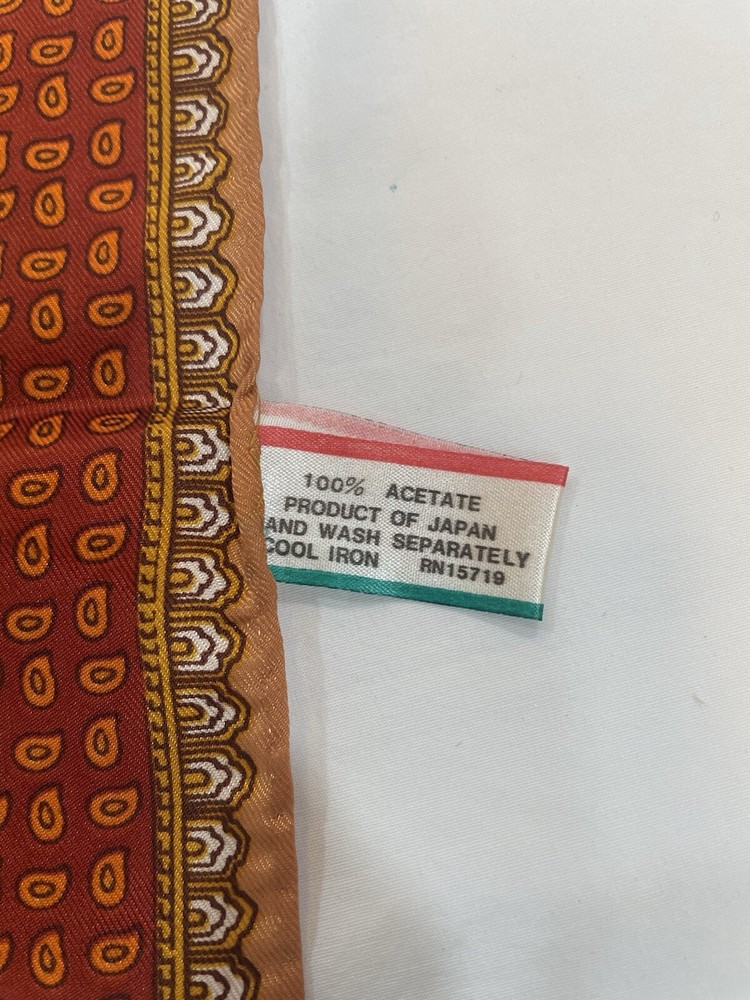 100% ACETATE
PRODUCT OF JAPAN
AND WASH SEPARATELY
COOL IRON RN15719